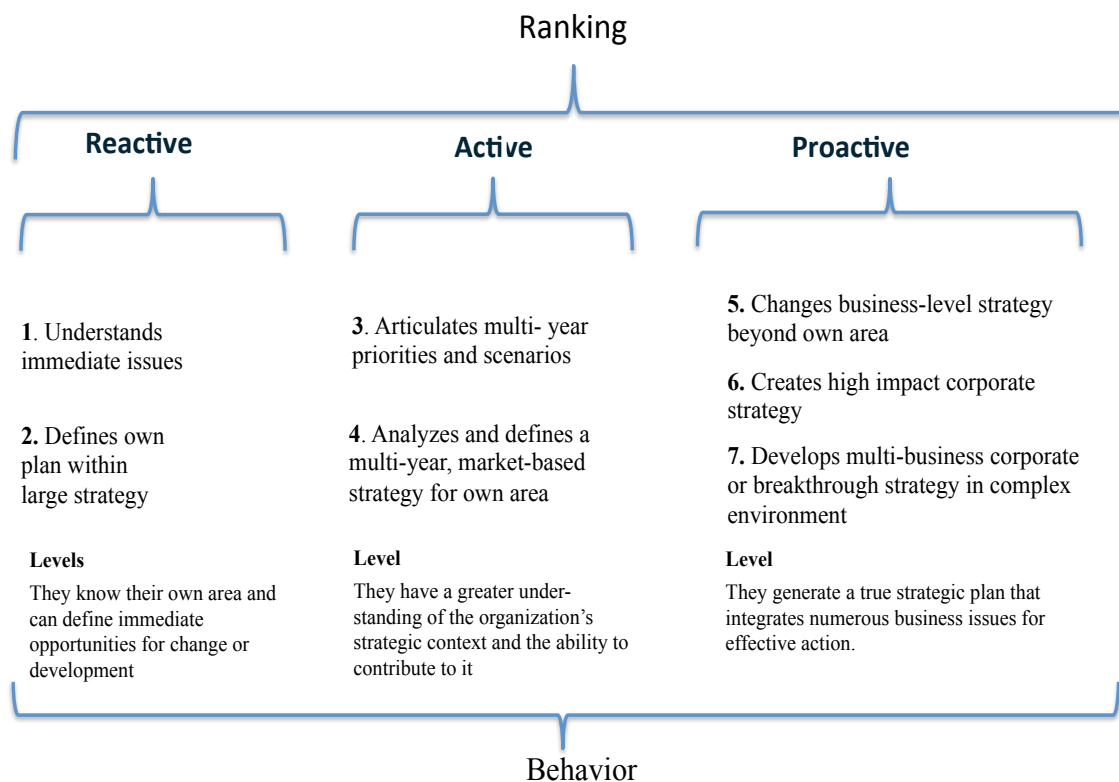 Ranking
Reactive
Active
Proactive
1. Understands
immediate issues
2. Defines own
plan within
large strategy
Levels
They know their own area and
can define immediate
opportunities for change or
development
3. Articulates multi- year
priorities and scenarios
4. Analyzes and defines a
multi-year, market-based
strategy for own area
Level
They have a greater under-
standing of the organization’s
strategic context and the ability to
contribute to it
5. Changes business-level strategy
beyond own area
6. Creates high impact corporate
strategy
7. Develops multi-business corporate
or breakthrough strategy in complex
environment
Level
They generate a true strategic plan that
integrates numerous business issues for
effective action.
Behavior